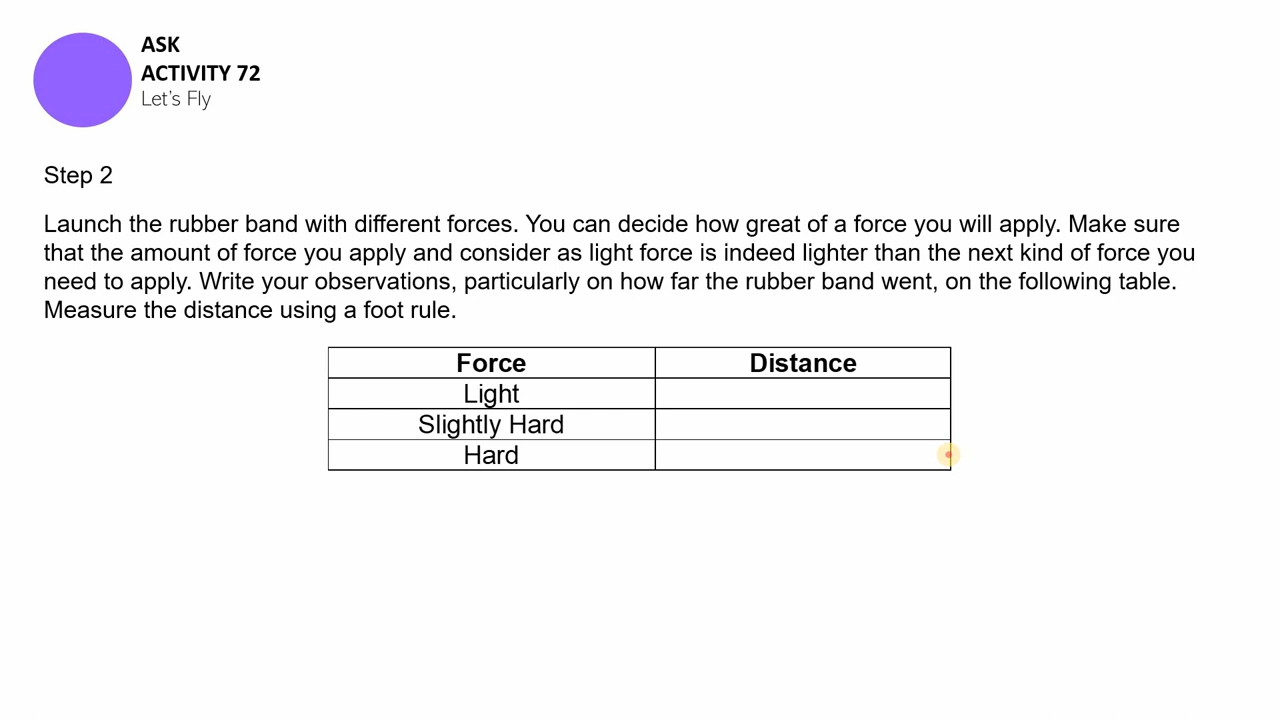 ASK
ACTIVITY 72
Let's Fly
Step 2
Launch the rubber band with different forces. You can decide how great of a force you will apply. Make sure
that the amount of force you apply and consider as light force is indeed lighter than the next kind of force you
need to apply. Write your observations, particularly on how far the rubber band went, on the following table.
Measure the distance using a foot rule.
Force Distance
Light
Slightly Hard
Hard